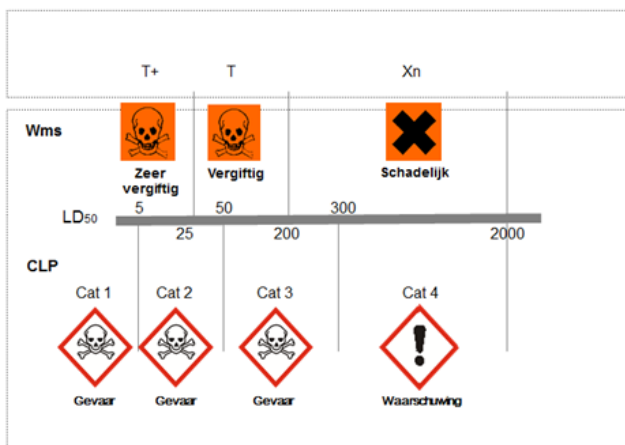 T+ T Xn
Wms
Zeer
vergiftig
Vergiftig
Schadelijk
5 50 300
LD50
25 200 2000
CLP
Cat 1 Cat 2 Cat 3 Cat 4
Gevaar Gevaar Gevaar Waarschuwing